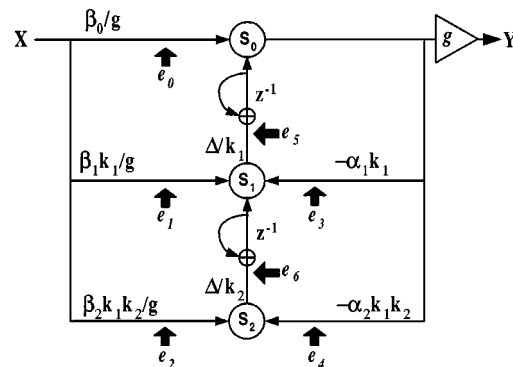 β₀/g
X S₀ g Y
e₀ z⁻¹
⊕ e₅
Δ/k₁
β₁k₁/g S₁ −α₁k₁
e₁ e₃
z⁻¹
⊕ e₆
Δ/k₂
β₂k₁k₂/g S₂ −α₂k₁k₂
e₂ e₄